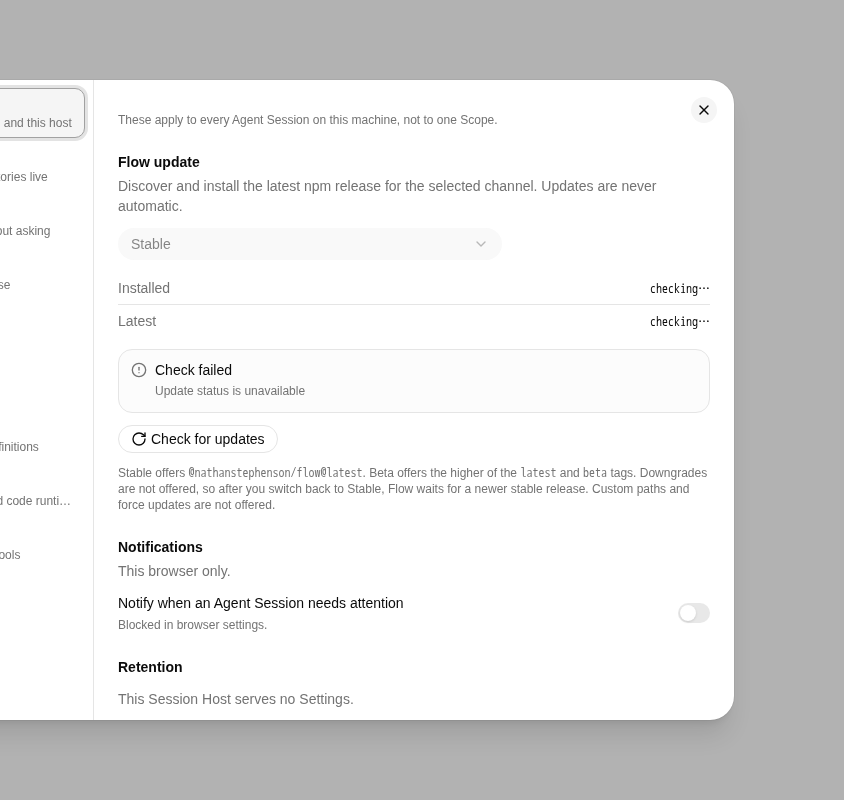 and this host
ories live
out asking
se
finitions
d code runti…
ools
These apply to every Agent Session on this machine, not to one Scope.
Flow update
Discover and install the latest npm release for the selected channel. Updates are never
automatic.
Stable
Installed checking…
Latest checking…
Check failed
Update status is unavailable
Check for updates
Stable offers @nathanstephenson/flow@latest. Beta offers the higher of the latest and beta tags. Downgrades
are not offered, so after you switch back to Stable, Flow waits for a newer stable release. Custom paths and
force updates are not offered.
Notifications
This browser only.
Notify when an Agent Session needs attention
Blocked in browser settings.
Retention
This Session Host serves no Settings.